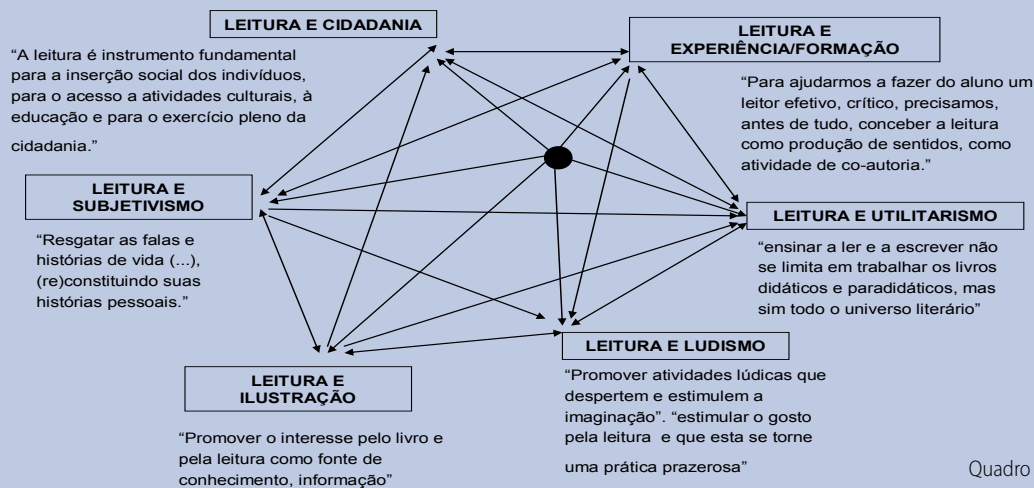 LEITURA E CIDADANIA
“A leitura é instrumento fundamental
para a inserção social dos indivíduos,
para o acesso a atividades culturais, à
educação e para o exercício pleno da
cidadania.”
LEITURA E
EXPERIÊNCIA/FORMAÇÃO
“Para ajudarmos a fazer do aluno um
leitor efetivo, crítico, precisamos,
antes de tudo, conceber a leitura
como produção de sentidos, como
atividade de co-autoria.”
LEITURA E
SUBJETIVISMO
“Resgatar as falas e
histórias de vida (...),
(re)constituindo suas
histórias pessoais.”
LEITURA E UTILITARISMO
“ensinar a ler e a escrever não
se limita em trabalhar os livros
didáticos e paradidáticos, mas
sim todo o universo literário”
LEITURA E
ILUSTRAÇÃO
“Promover o interesse pelo livro e
pela leitura como fonte de
conhecimento, informação”
LEITURA E LUDISMO
“Promover atividades lúdicas que
despertem e estimulem a
imaginação”. “estimular o gosto
pela leitura e que esta se torne
uma prática prazerosa”
Quadro